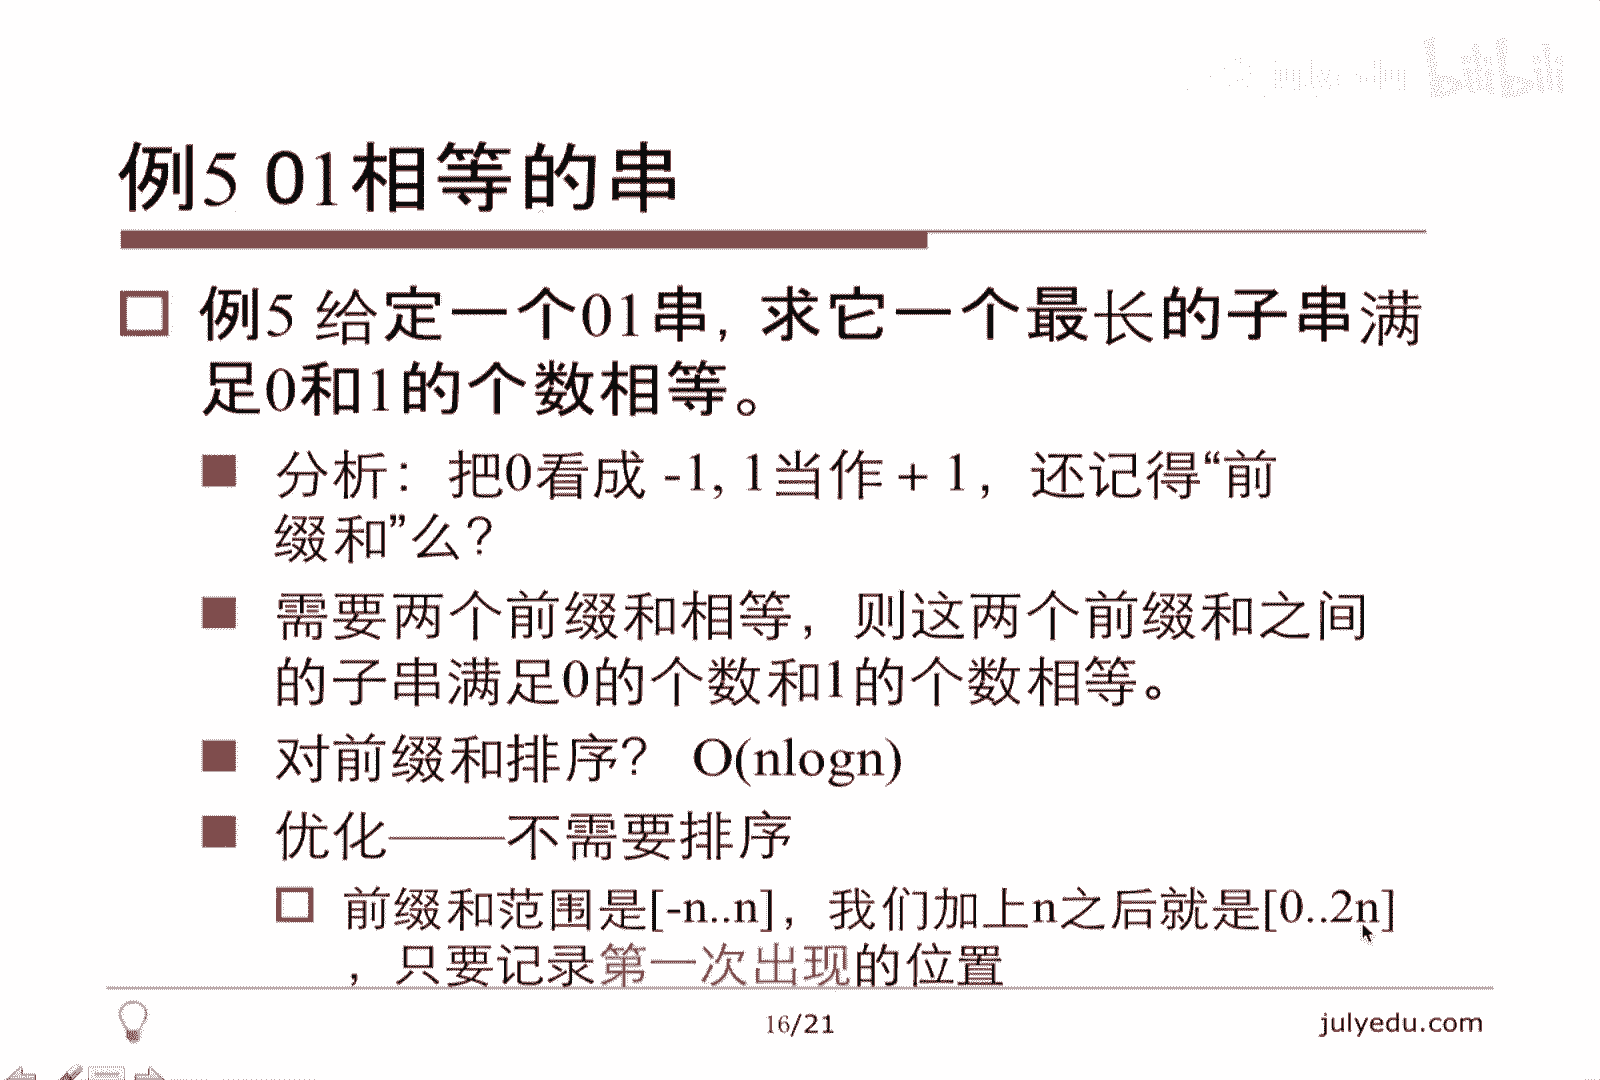 bilibili
例5 01相等的串
例5 给定一个01串，求它一个最长的子串满
足0和1的个数相等。
分析：把0看成 -1, 1当作 + 1，还记得“前
缀和”么？
需要两个前缀和相等，则这两个前缀和之间
的子串满足0的个数和1的个数相等。
对前缀和排序？ O(nlogn)
优化——不需要排序
前缀和范围是[-n..n]，我们加上n之后就是[0..2n]
，只要记录第一次出现的位置
16/21
julyedu.com